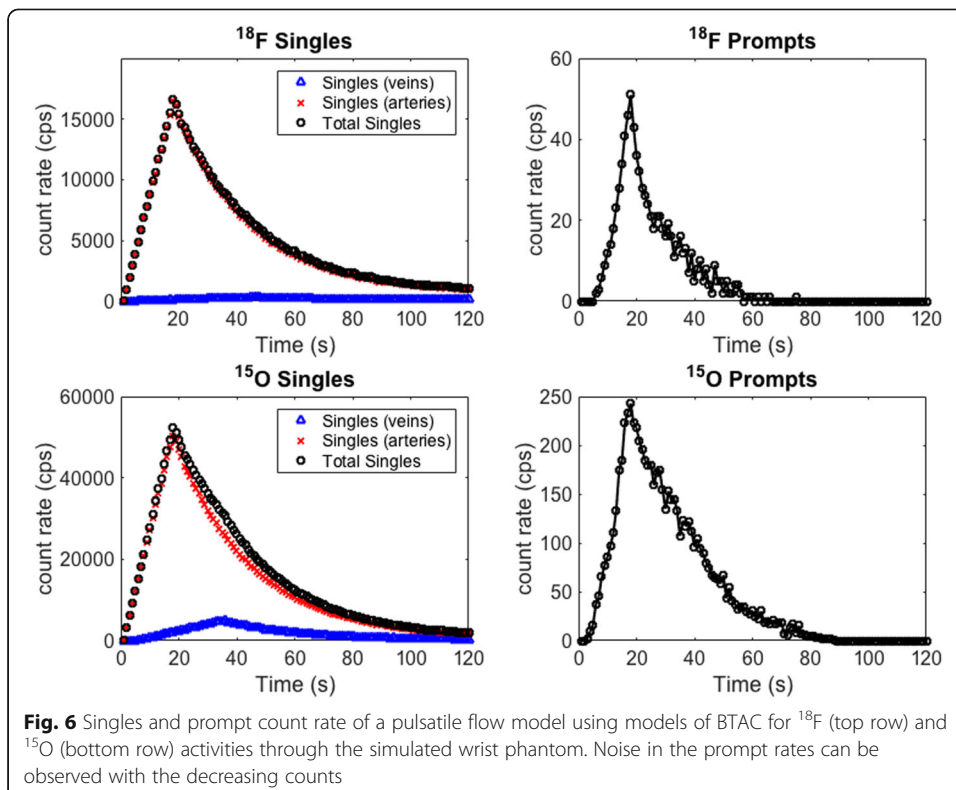 ¹⁸F Singles
count rate (cps)
15000
10000
5000
0
20 40 60 80 100 120
Time (s)
Singles (veins)
Singles (arteries)
Total Singles
¹⁸F Prompts
count rate (cps)
60
40
20
0
0 20 40 60 80 100 120
Time (s)
¹⁵O Singles
count rate (cps)
60000
40000
20000
0
0 20 40 60 80 100 120
Time (s)
Singles (veins)
Singles (arteries)
Total Singles
¹⁵O Prompts
count rate (cps)
250
200
150
100
50
0
0 20 40 60 80 100 120
Time (s)
Fig. 6 Singles and prompt count rate of a pulsatile flow model using models of BTAC for ¹⁸F (top row) and
¹⁵O (bottom row) activities through the simulated wrist phantom. Noise in the prompt rates can be
observed with the decreasing counts